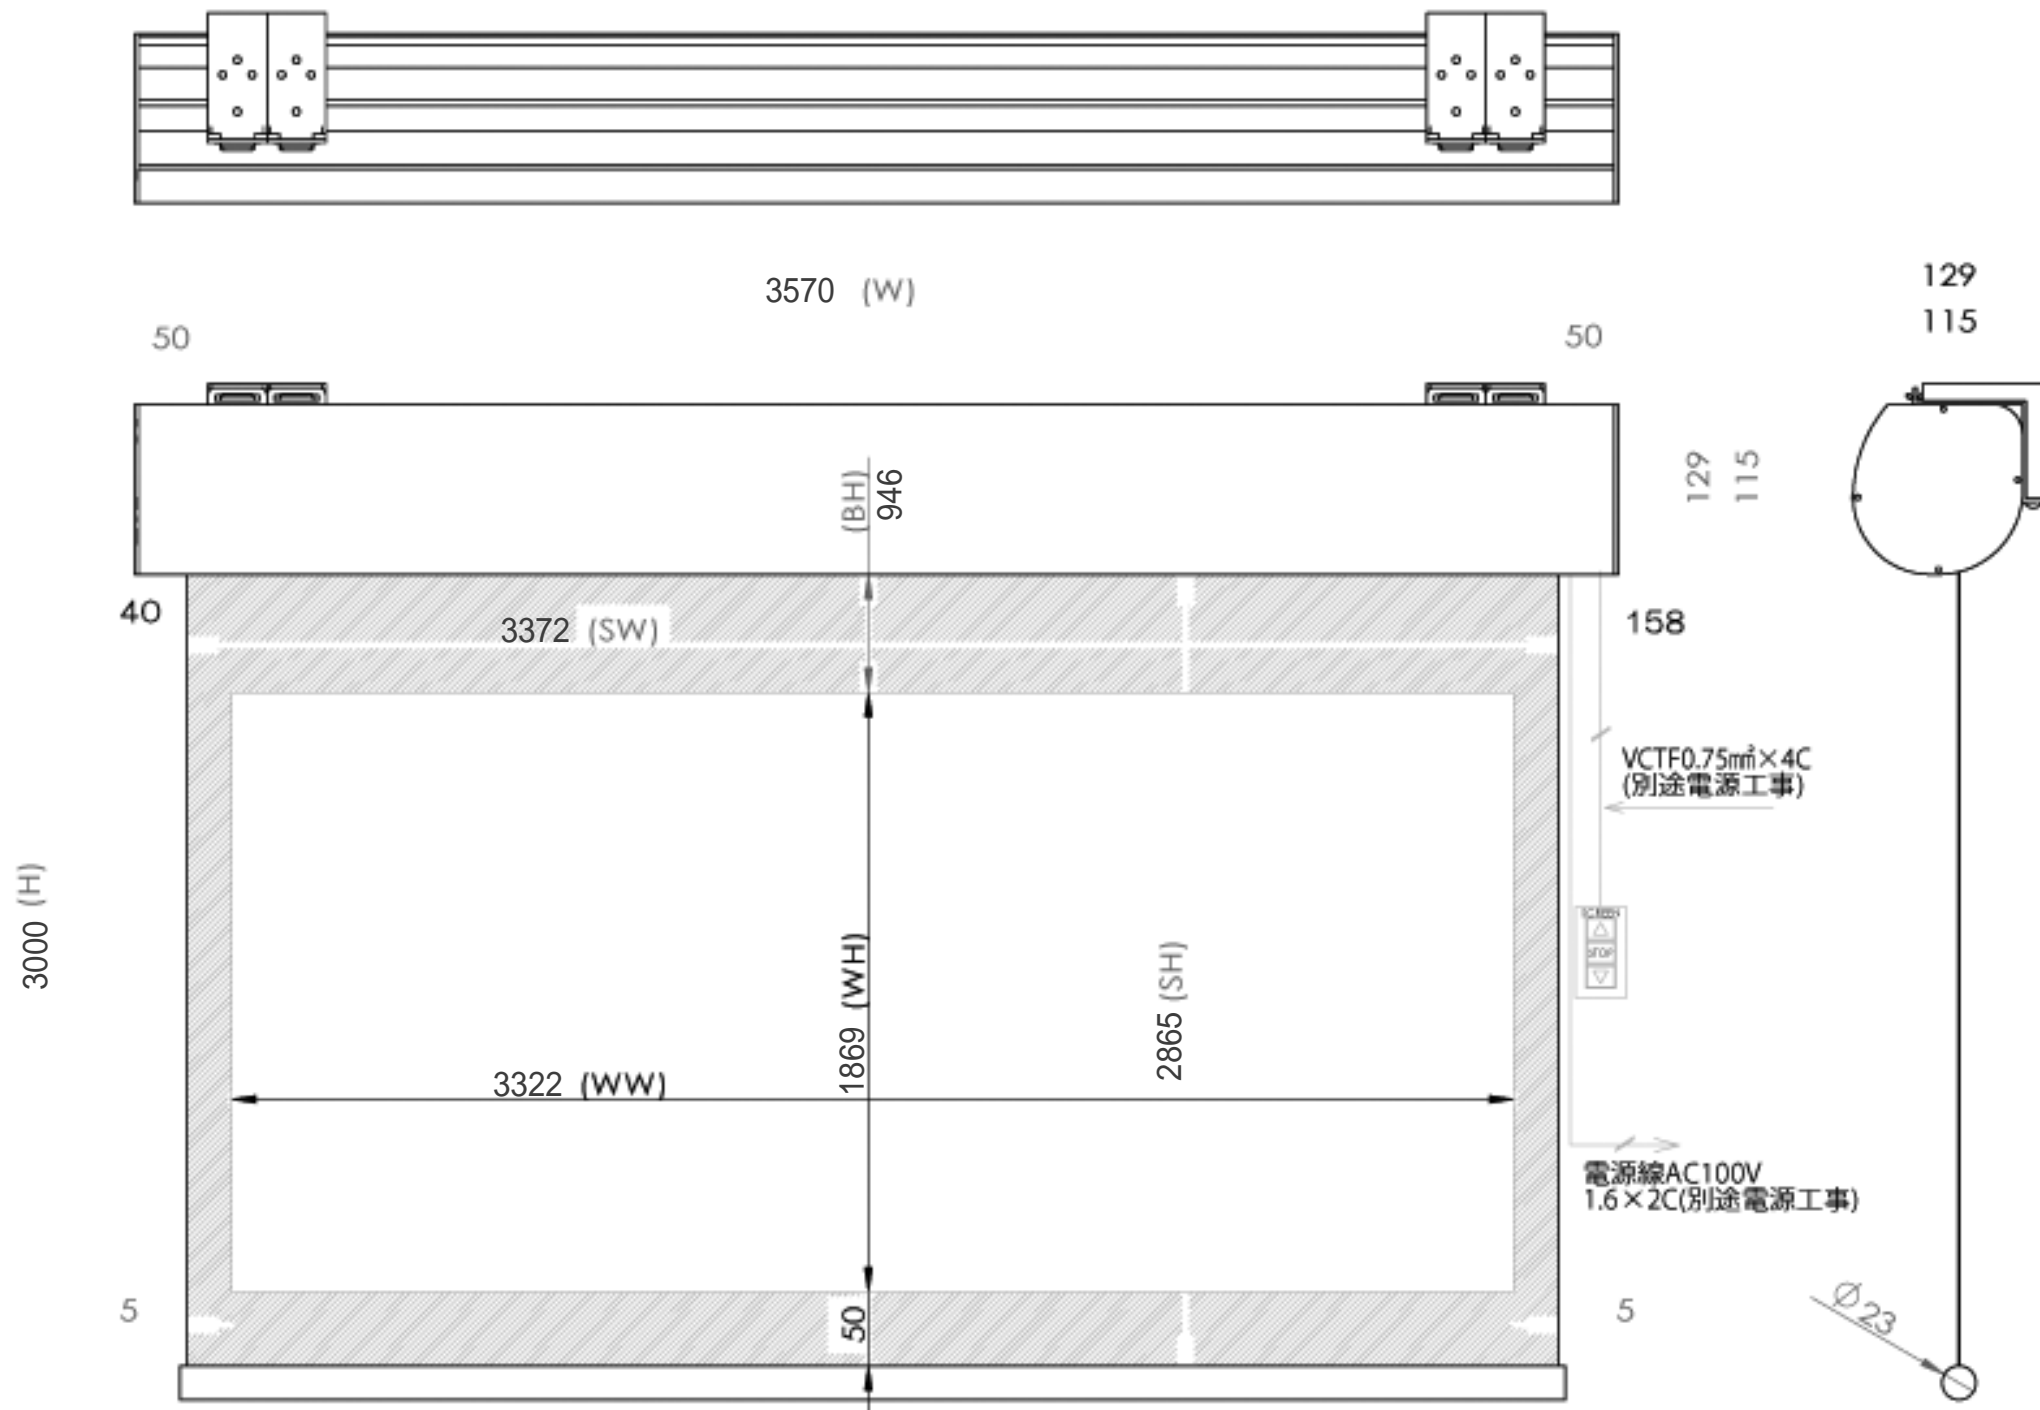 3570 (W)
129
115
50
50
(BH)
946
129
115
40
3372 (SW)
158
VCTF0.75㎟×4C
(別途電源工事)
3000 (H)
SCREEN
STOP
1869 (WH)
2865 (SH)
3322 (WW)
電源線AC100V
1.6×2C(別途電源工事)
5
50
5
Ø23